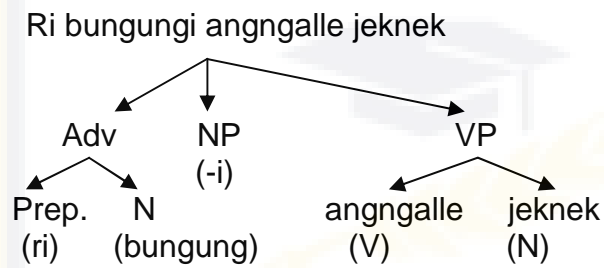 Ri bungungi angngalle jeknek
Adv NP VP
(-i)
Prep. N angngalle jeknek
(ri) (bungung) (V) (N)